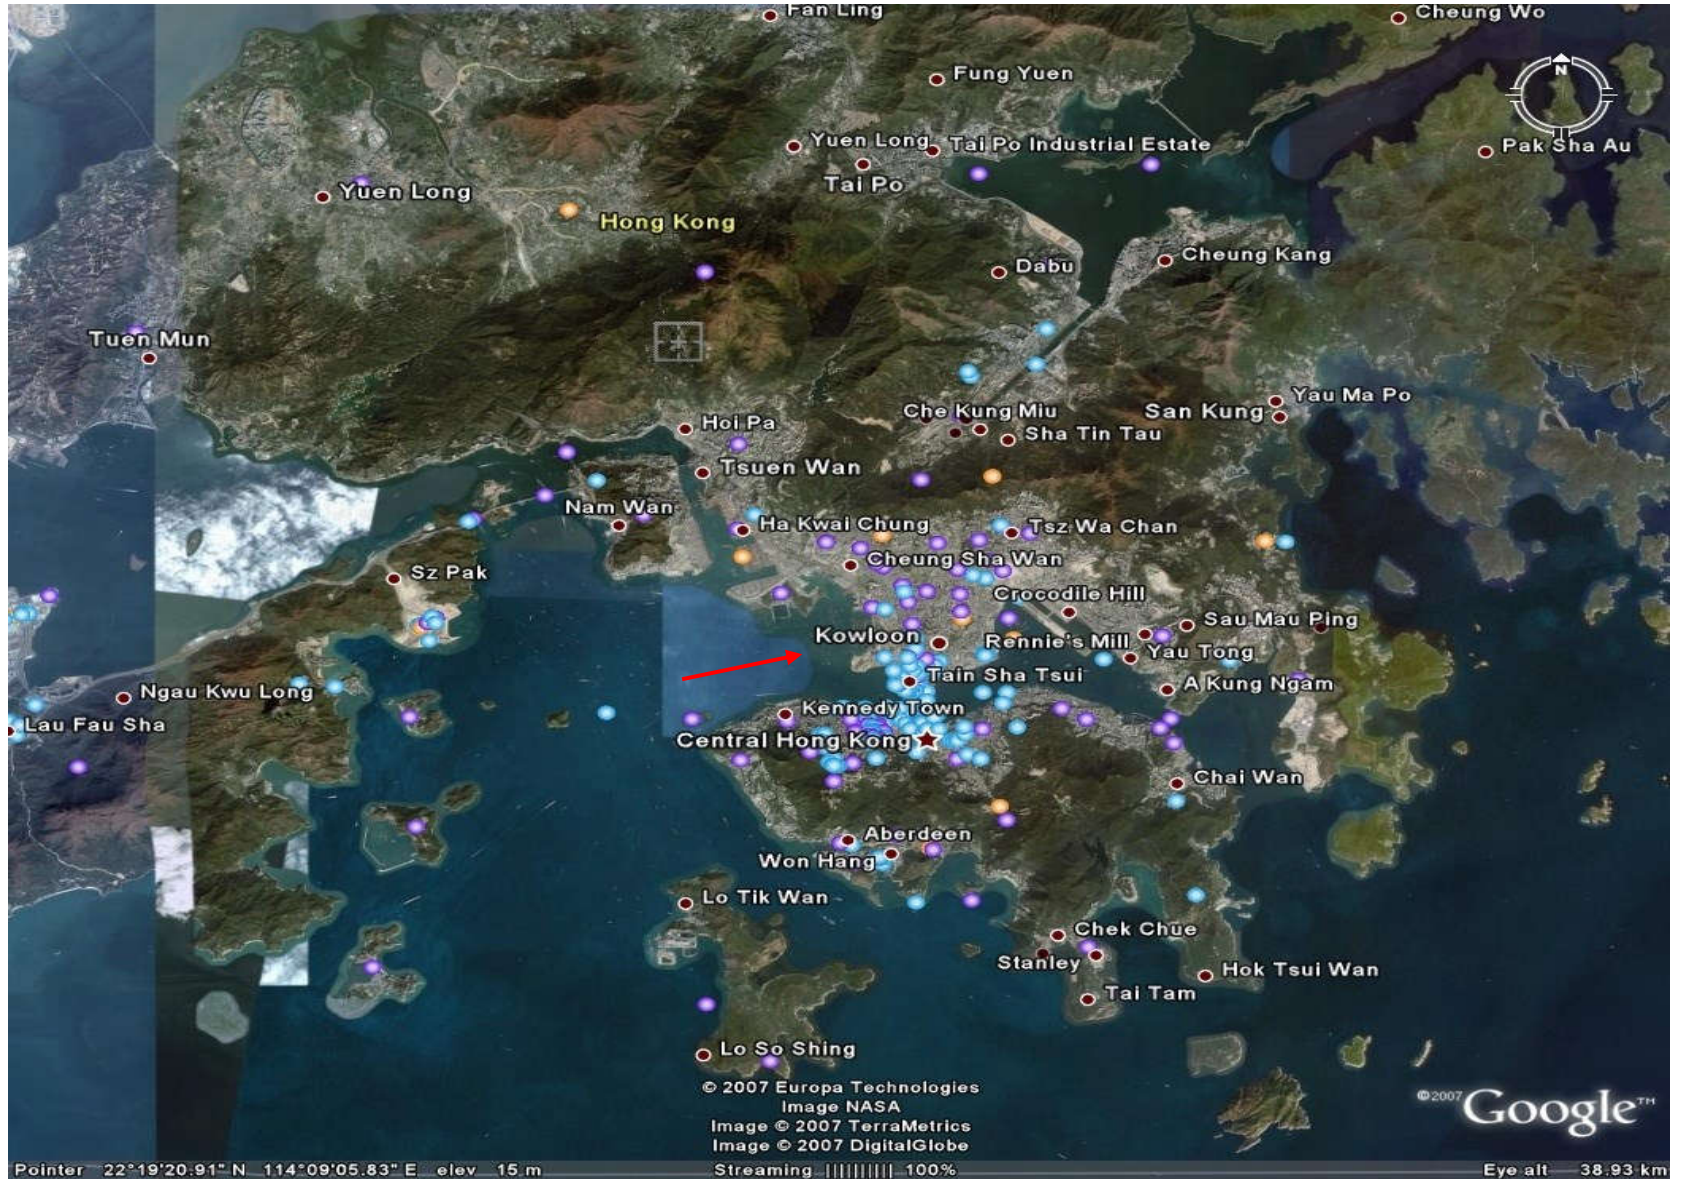 Fan Ling
Cheung Wo
Fung Yuen
N
Yuen Long
Tai Po Industrial Estate
Pak Sha Au
Tai Po
Yuen Long
Hong Kong
Cheung Kang
Dabu
Tuen Mun
Yau Ma Po
Che Kung Miu
San Kung
Hoi Pa
Sha Tin Tau
Tsuen Wan
Nam Wan
Ha Kwai Chung
Tsz Wa Chan
Cheung Sha Wan
Sz Pak
Crocodile Hill
Sau Mau Ping
Kowloon
Rennie's Mill
Yau Tong
Tain Sha Tsui
A Kung Ngam
Ngau Kwu Long
Kennedy Town
Lau Fau Sha
Central Hong Kong
Chai Wan
Aberdeen
Won Hang
Lo Tik Wan
Chek Chue
Stanley
Hok Tsui Wan
Tai Tam
Lo So Shing
© 2007 Europa Technologies
Image NASA
Image © 2007 TerraMetrics
Image © 2007 DigitalGlobe
©2007 Google™
Pointer 22°19'20.91" N 114°09'05.83" E elev 15 m
Streaming |||||||||| 100%
Eye alt 38.93 km